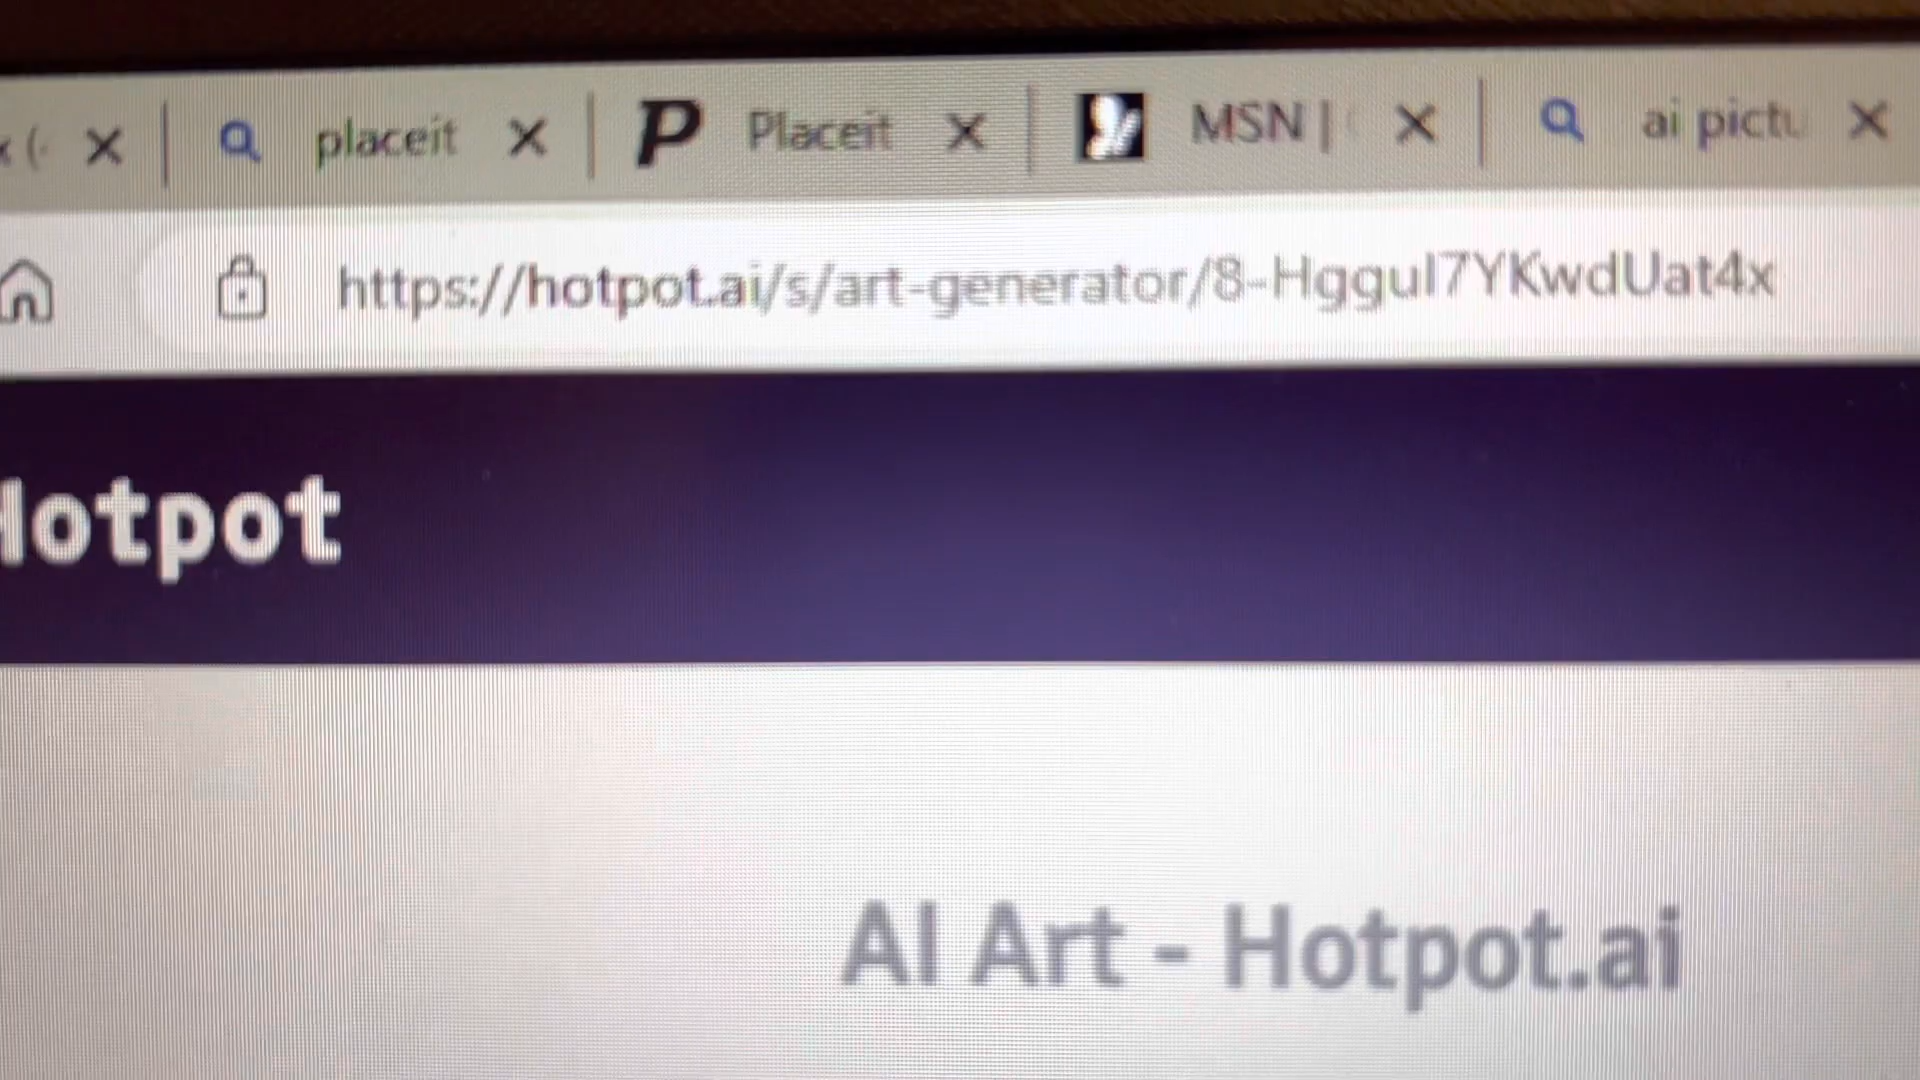 placeit Placeit MSN | ai pictu
https://hotpot.ai/s/art-generator/8-HgguI7YKwdUat4x
Hotpot
AI Art - Hotpot.ai